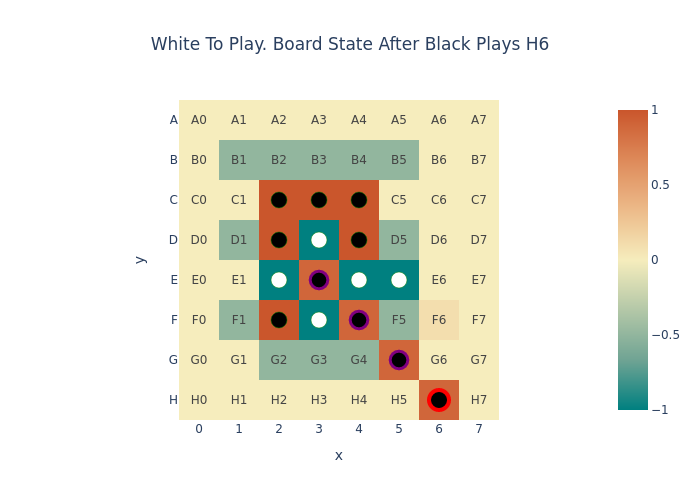 White To Play. Board State After Black Plays H6
A A0 A1 A2 A3 A4 A5 A6 A7
B B0 B1 B2 B3 B4 B5 B6 B7
C C0 C1 C5 C6 C7
D D0 D1 D5 D6 D7
E E0 E1 E6 E7
F F0 F1 F5 F6 F7
G G0 G1 G2 G3 G4 G6 G7
H H0 H1 H2 H3 H4 H5 H7
0 1 2 3 4 5 6 7
x
y
1
0.5
0
−0.5
−1